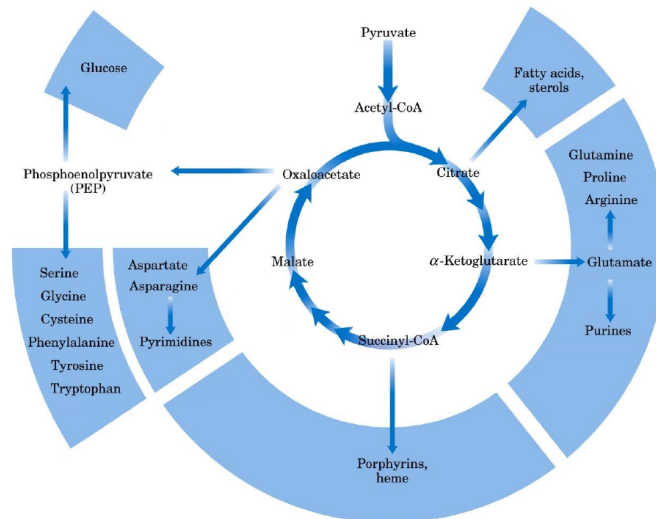 Pyruvate
Glucose
Fatty acids,
sterols
Acetyl-CoA
Glutamine
Proline
Arginine
Phosphoenolpyruvate
(PEP)
Oxaloacetate
Citrate
Aspartate
Asparagine
Malate
α-Ketoglutarate
Glutamate
Serine
Glycine
Cysteine
Phenylalanine
Tyrosine
Tryptophan
Pyrimidines
Succinyl-CoA
Purines
Porphyrins,
heme